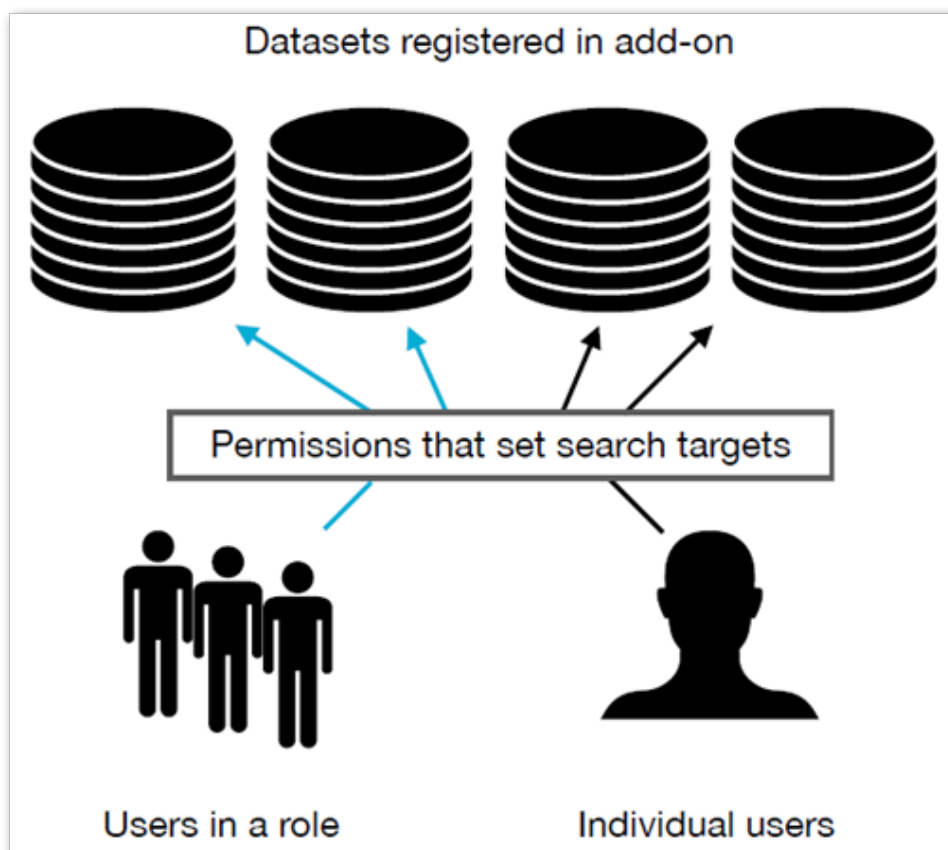 Datasets registered in add-on
Permissions that set search targets
Users in a role
Individual users